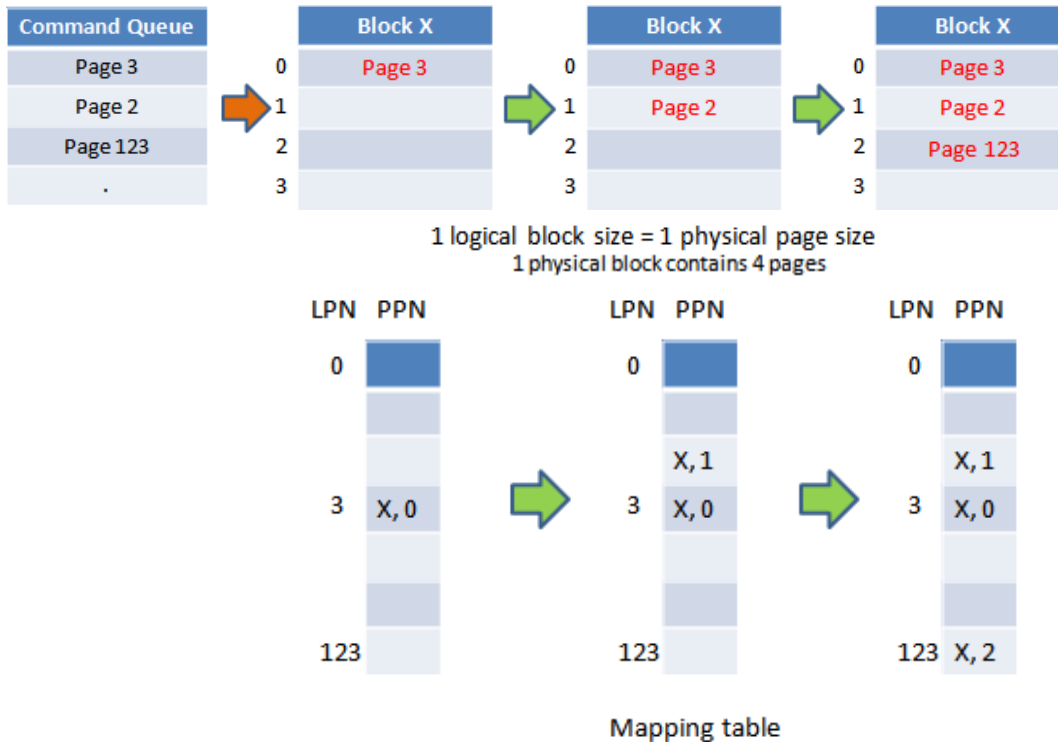 Command Queue Block X Block X Block X
Page 3 0 Page 3 0 Page 3 0 Page 3
Page 2 1 1 Page 2 1 Page 2
Page 123 2 2 2 Page 123
. 3 3 3
1 logical block size = 1 physical page size
1 physical block contains 4 pages
LPN PPN LPN PPN LPN PPN
0 0 0
X, 1 X, 1
3 X, 0 3 X, 0 3 X, 0
123 123 123 X, 2
Mapping table